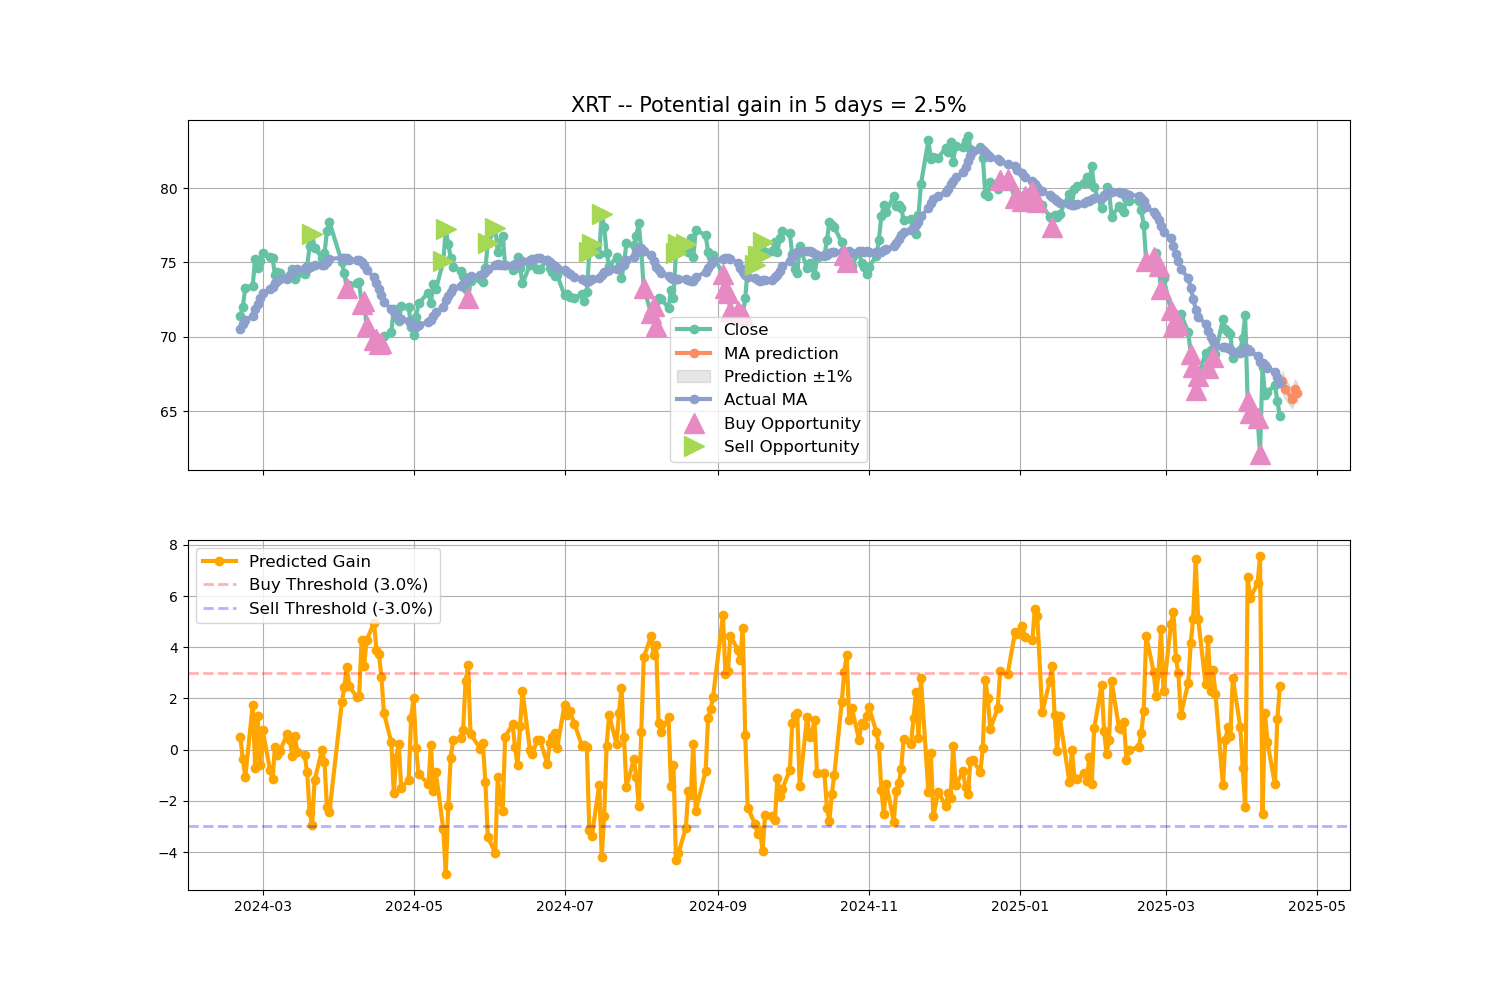 XRT -- Potential gain in 5 days = 2.5%
80
75
70
65
Close
MA prediction
Prediction ±1%
Actual MA
Buy Opportunity
Sell Opportunity
8
6
4
2
0
−2
−4
Predicted Gain
Buy Threshold (3.0%)
Sell Threshold (-3.0%)
2024-03 2024-05 2024-07 2024-09 2024-11 2025-01 2025-03 2025-05